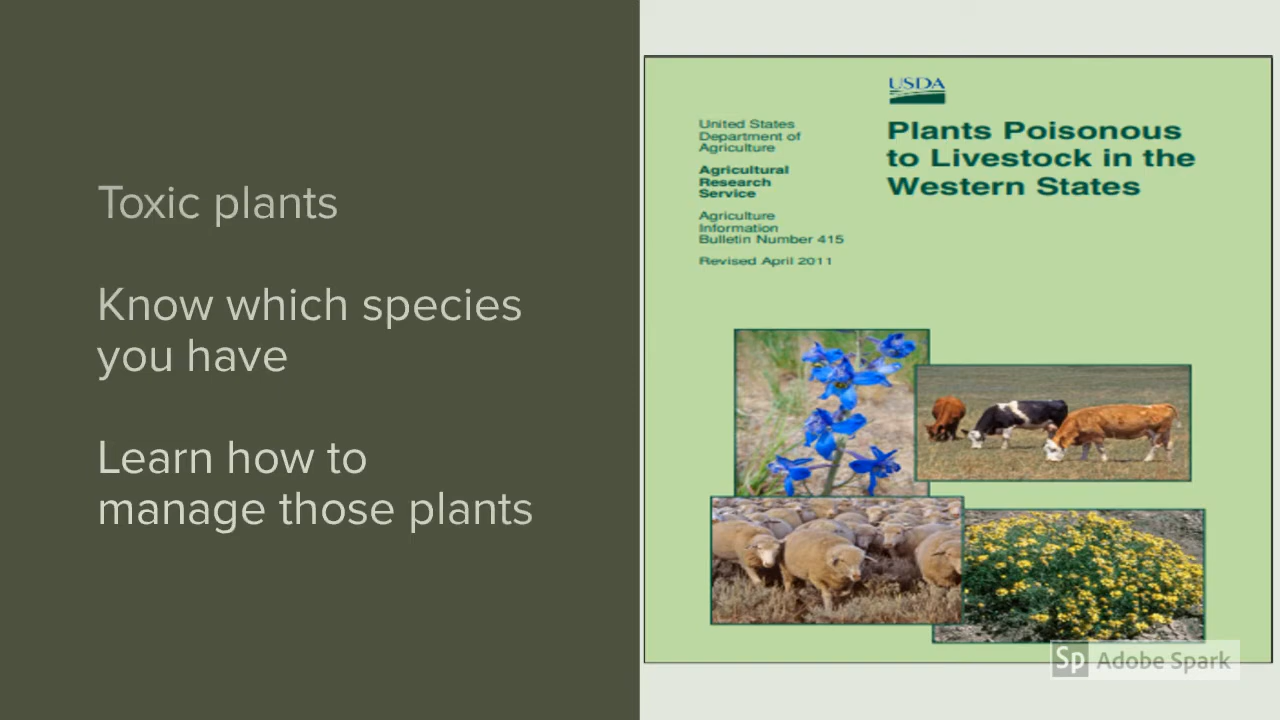 Toxic plants
Know which species
you have
Learn how to
manage those plants
USDA
United States
Department of
Agriculture
Agricultural
Research
Service
Agriculture
Information
Bulletin Number 415
Revised April 2011
Plants Poisonous
to Livestock in the
Western States
Sp Adobe Spark